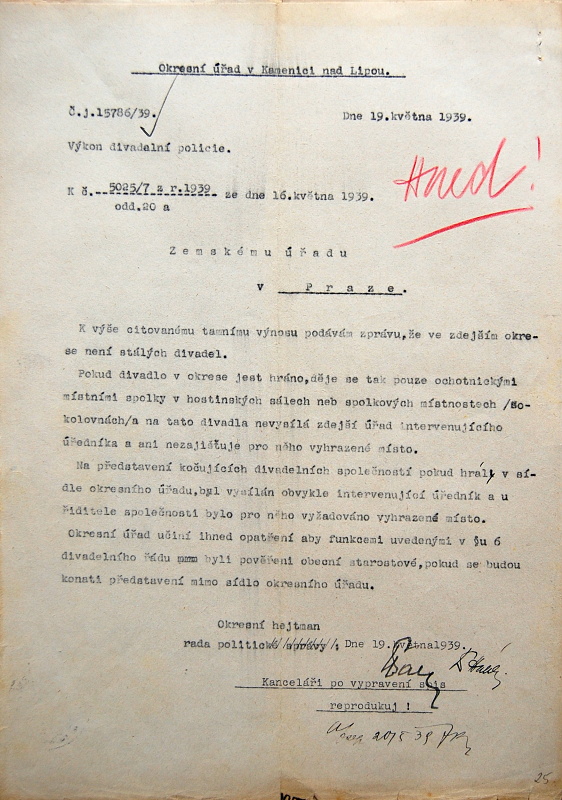 Okresní úřad v Kamenici nad Lipou.
Č.j.15786/39. Dne 19.května 1939.
Výkon divadelní policie.
Hned!
K č. 5025/7 z r.1939 ze dne 16.května 1939.
odd.20 a
Zemskému úřadu
v Praze.
K výše citovanému tamnímu výnosu podávám zprávu,že ve zdejším okre-
se není stálých divadel.
Pokud divadlo v okrese jest hráno,děje se tak pouze ochotnickými
místními spolky v hostinských sálech neb spolkových místnostech /So-
kolovnách/a na tato divadla nevysílá zdejší úřad intervenujícího
úředníka a ani nezajišťuje pro něho vyhrazené místo.
Na představení kočujících divadelních společností pokud hrály v sí-
dle okresního úřadu,byl vysílán obvykle intervenující úředník a u
řiditele společnosti bylo pro něho vyžadováno vyhrazené místo.
Okresní úřad učiní ihned opatření aby funkcemi uvedenými v §u 6
divadelního řádu byli pověřeni obecní starostové,pokud se budou
konati představení mimo sídlo okresního úřadu.
Okresní hejtman
rada politické správy: Dne 19.května1939.
Kanceláři po vypravení spis
reprodukuj !
25